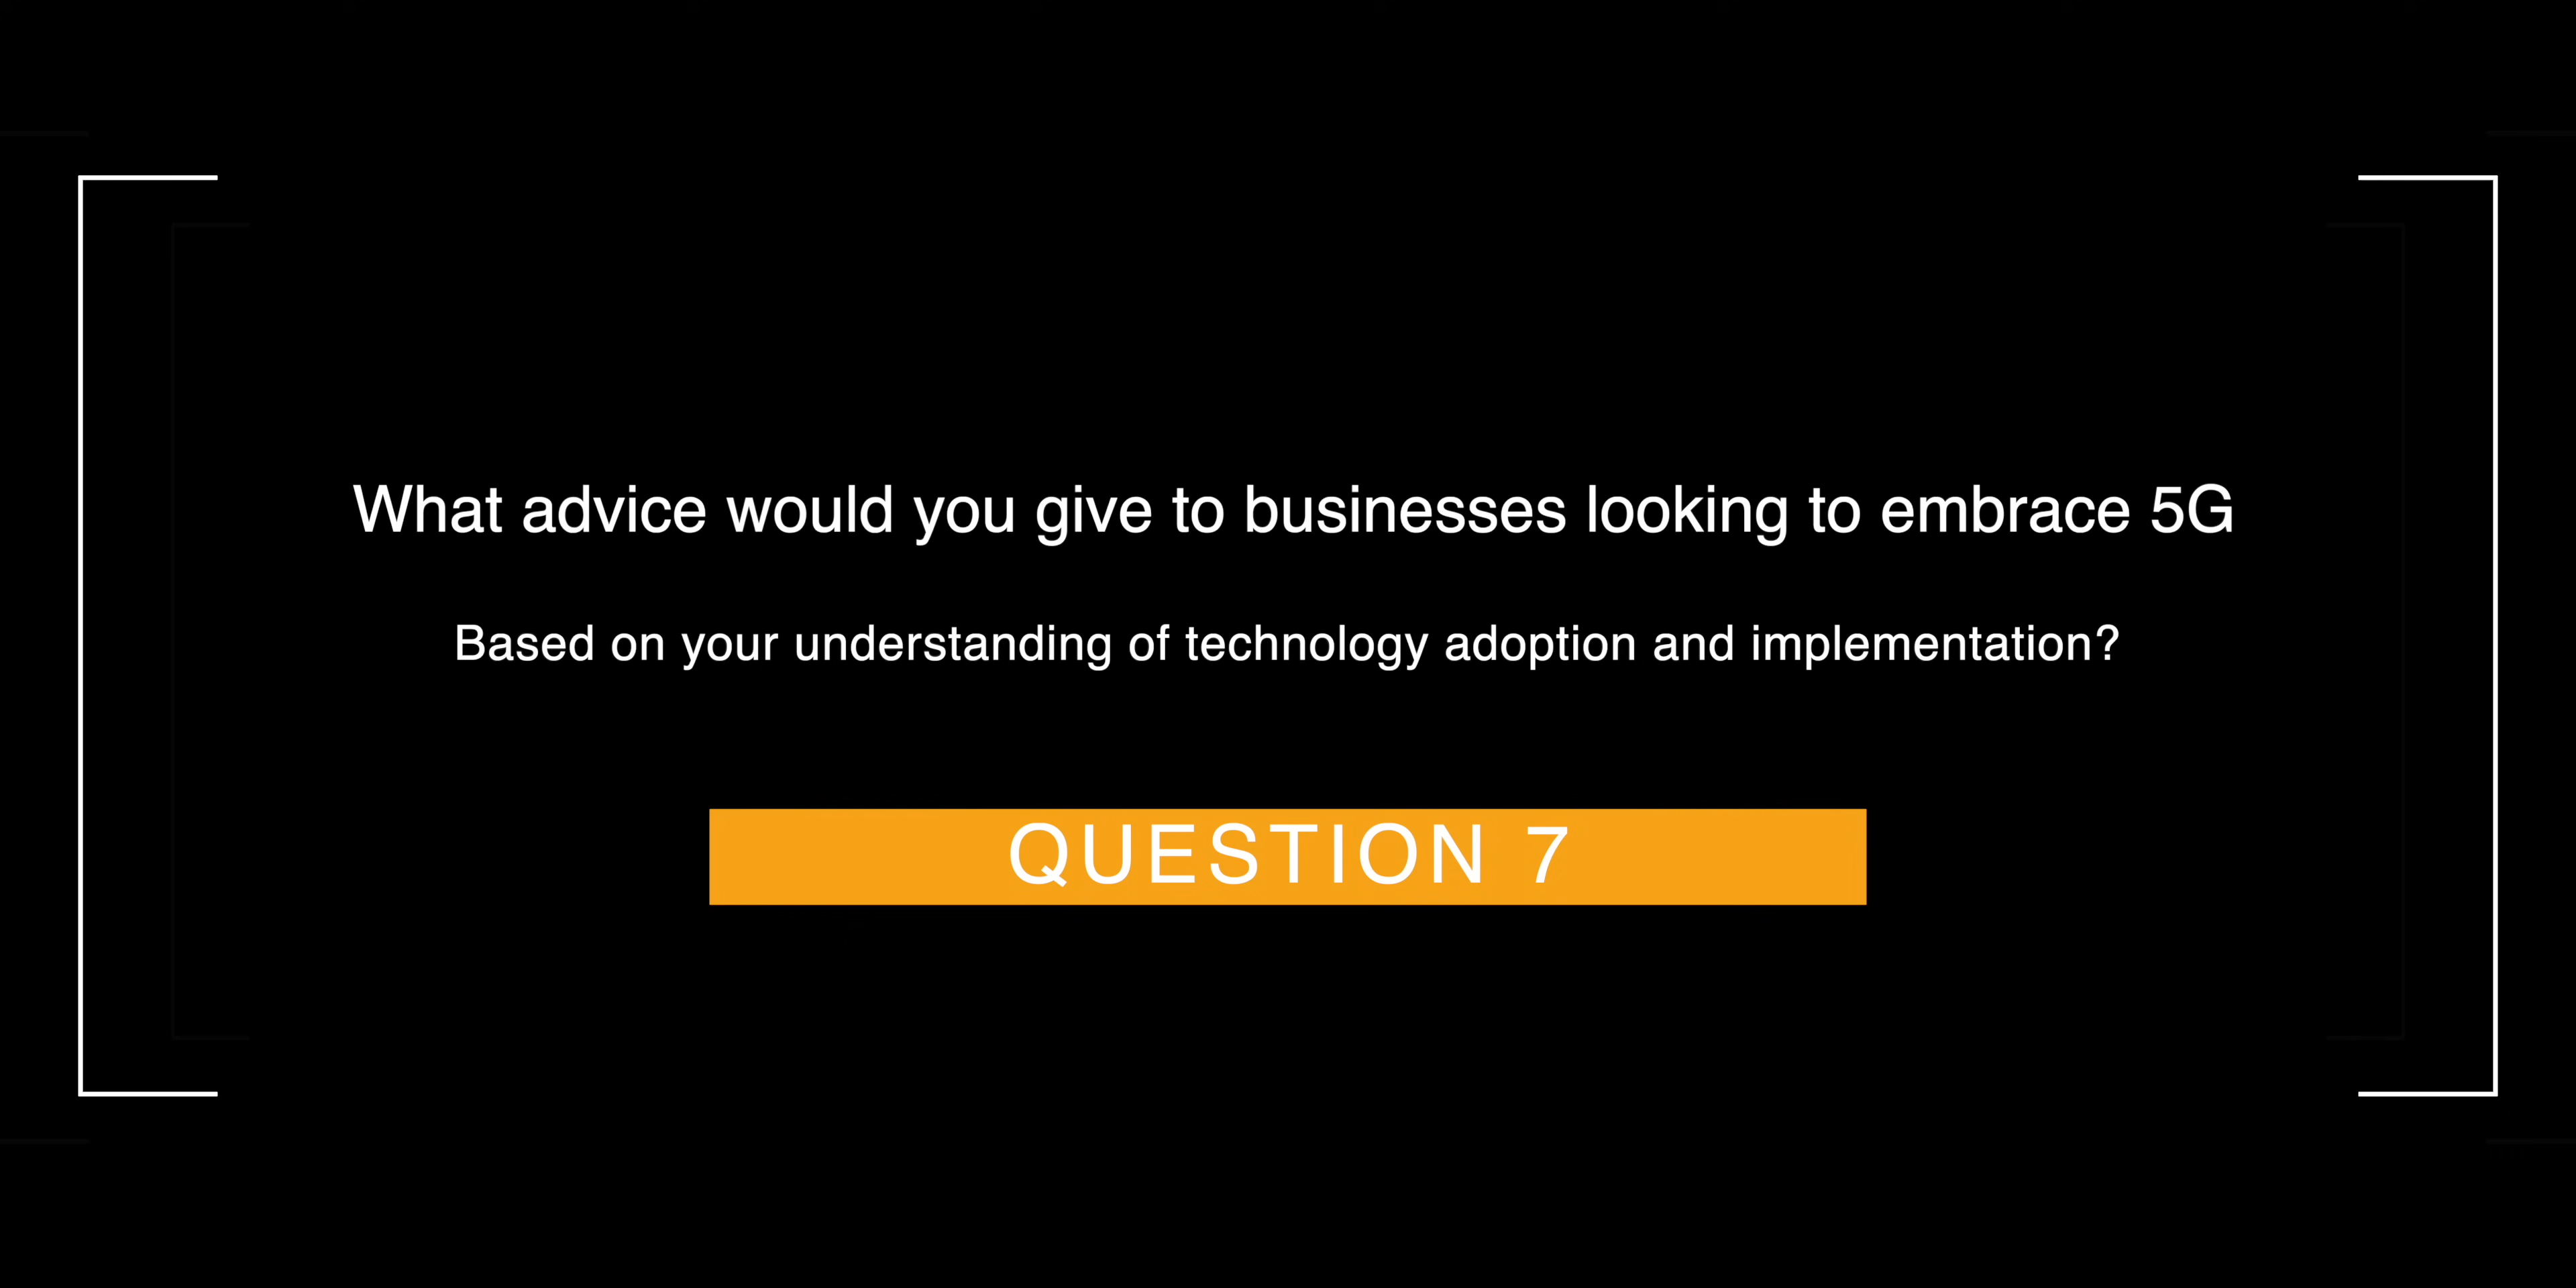 What advice would you give to businesses looking to embrace 5G
Based on your understanding of technology adoption and implementation?
QUESTION 7